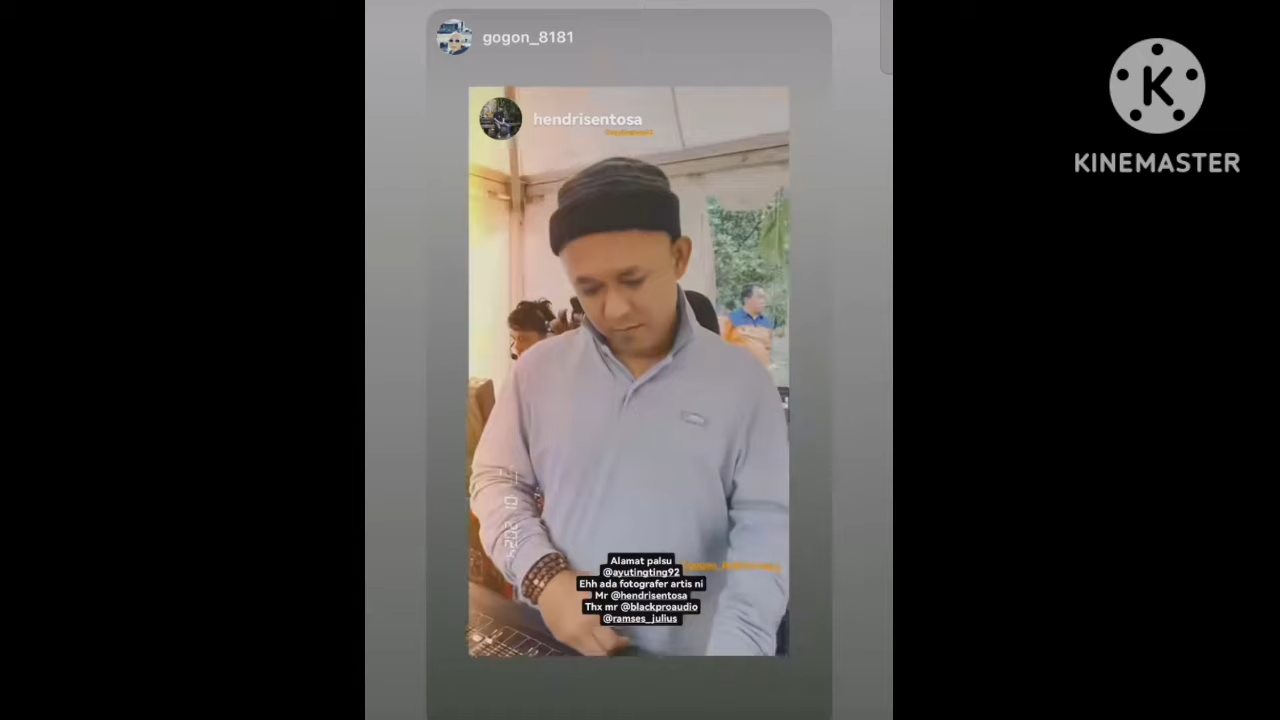 gogon_8181
hendrisentosa
KINEMASTER
Alamat palsu
@ayutingting92
Ehh ada fotografer artis ni
Mr @hendrisentosa
Thx mr @blackproaudio
@ramses_julius